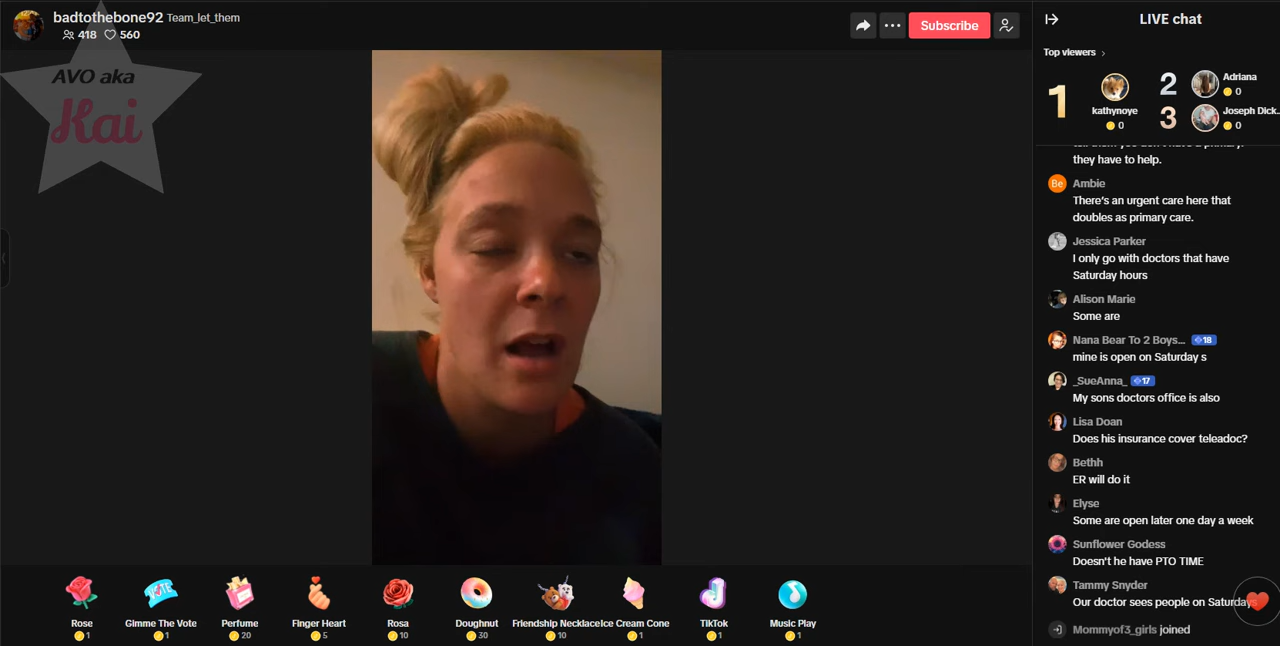 badtothebone92 Team_let_them
418 560
Subscribe
AVO aka
Kai
LIVE chat
Top viewers
1
kathynoye
0
2
Adriana
0
3
Joseph Dick...
0
they have to help.
Be
Ambie
There's an urgent care here that
doubles as primary care.
Jessica Parker
I only go with doctors that have
Saturday hours
Alison Marie
Some are
Nana Bear To 2 Boys... 18
mine is open on Saturday s
_SueAnna_ 17
My sons doctors office is also
Lisa Doan
Does his insurance cover teleadoc?
Bethh
ER will do it
Elyse
Some are open later one day a week
Sunflower Godess
Doesn't he have PTO TIME
Tammy Snyder
Our doctor sees people on Saturdays
Mommyof3_girls joined
VOTE
Rose Gimme The Vote Perfume Finger Heart Rosa Doughnut Friendship Necklace Ice Cream Cone TikTok Music Play
1 1 20 5 10 30 10 1 1 1